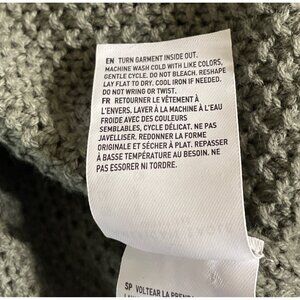 EN TURN GARMENT INSIDE OUT.
MACHINE WASH COLD WITH LIKE COLORS,
GENTLE CYCLE. DO NOT BLEACH. RESHAPE
LAY FLAT TO DRY. COOL IRON IF NEEDED.
DO NOT WRING OR TWIST.
FR RETOURNER LE VÊTEMENT À
L'ENVERS. LAVER À LA MACHINE À L'EAU
FROIDE AVEC DES COULEURS
SEMBLABLES, CYCLE DÉLICAT. NE PAS
JAVELLISER. REDONNER LA FORME
ORIGINALE ET SÉCHER À PLAT. REPASSER
À BASSE TEMPÉRATURE AU BESOIN. NE
PAS ESSORER NI TORDRE.
SP VOLTEAR LA PRENDA